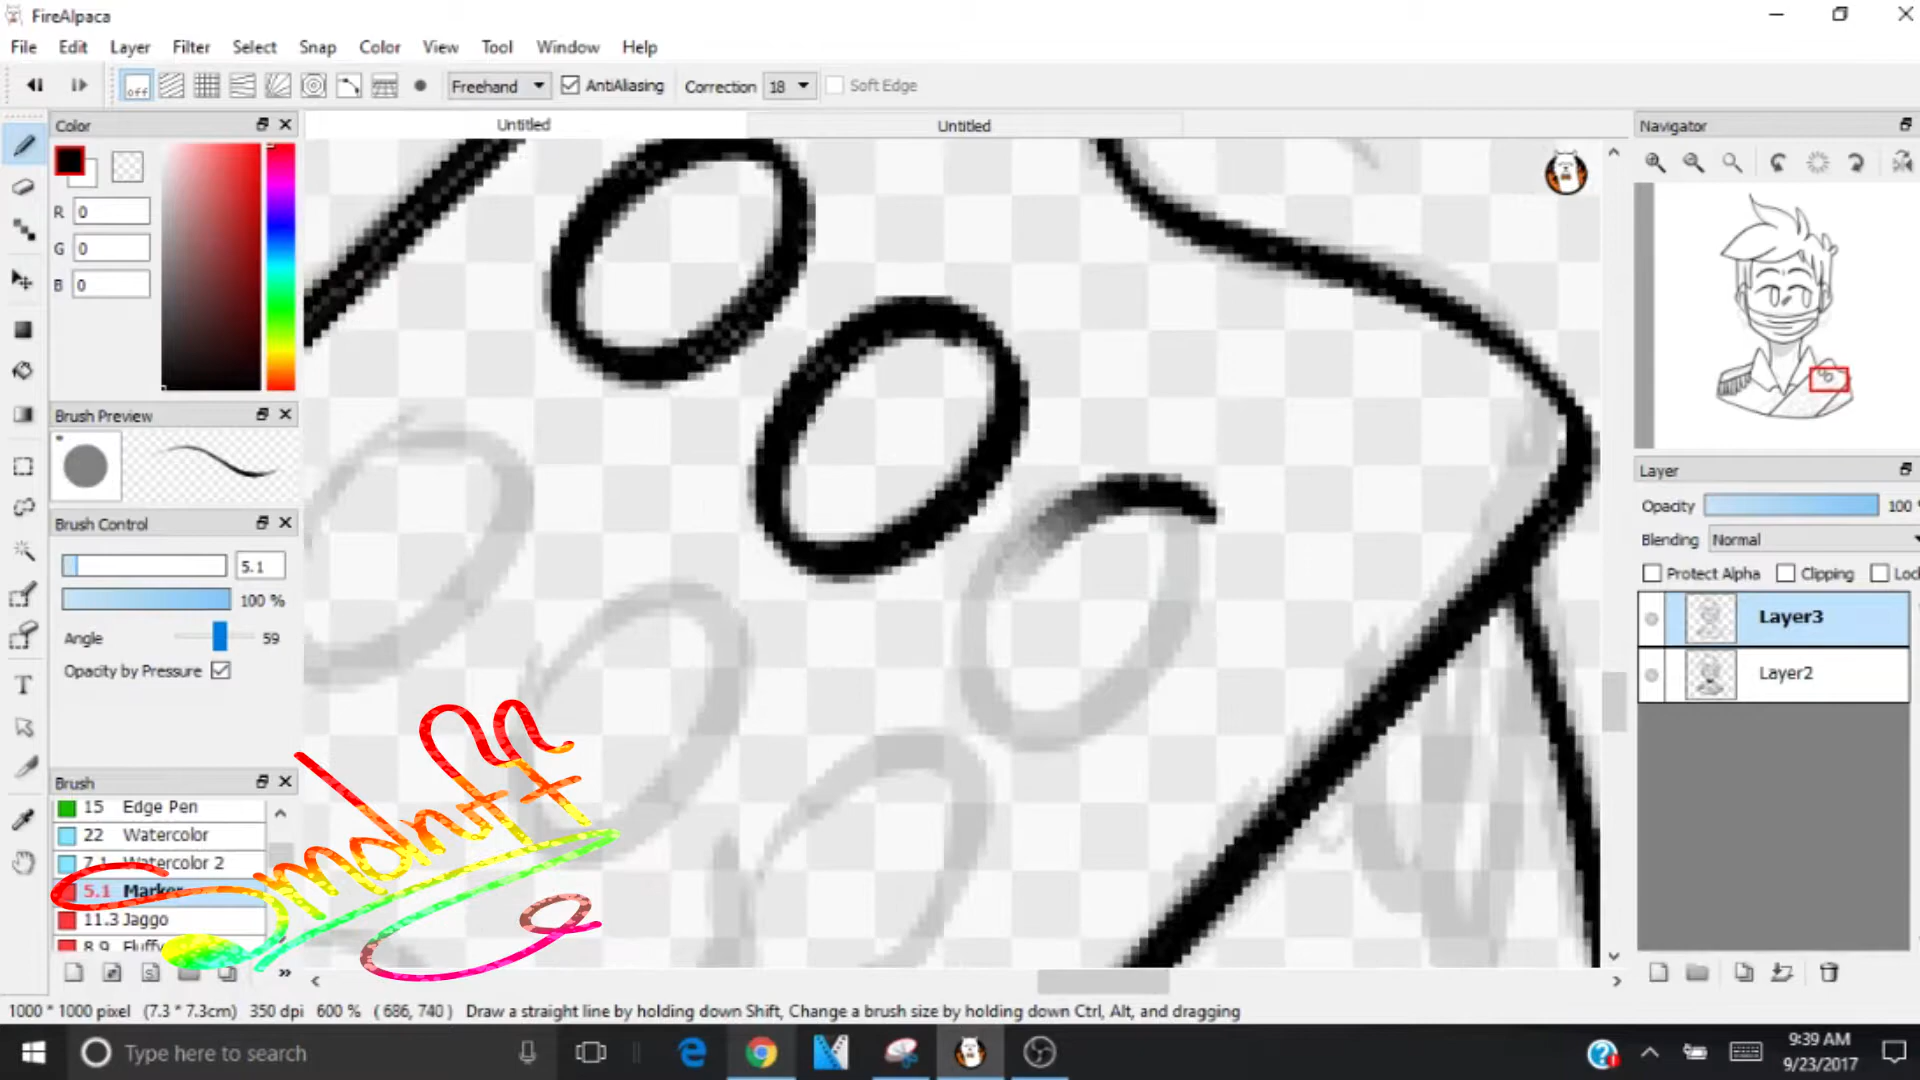 FireAlpaca
File Edit Layer Filter Select Snap Color View Tool Window Help
off Freehand AntiAliasing Correction 18 Soft Edge
Color
Untitled
Untitled
Navigator
R 0
G 0
B 0
Brush Preview
Brush Control
5.1
100 %
Angle 59
Opacity by Pressure
Layer
Opacity 100
Blending Normal
Protect Alpha Clipping Loc
Layer3
Layer2
Brush
15 Edge Pen
22 Watercolor
7.1 Watercolor 2
5.1 Marker
11.3 Jaggo
8.9 Fluffy
1000 * 1000 pixel (7.3 * 7.3cm) 350 dpi 600 % ( 686, 740 ) Draw a straight line by holding down Shift, Change a brush size by holding down Ctrl, Alt, and dragging
Type here to search
9:39 AM
9/23/2017